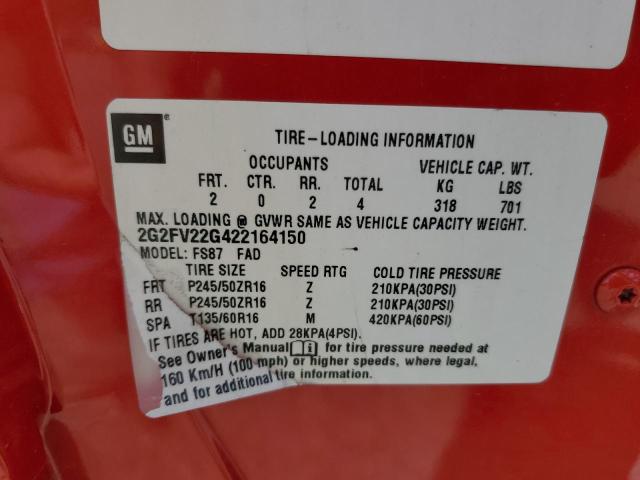 GM®
TIRE-LOADING INFORMATION
OCCUPANTS VEHICLE CAP. WT.
FRT. CTR. RR. TOTAL KG LBS
2 0 2 4 318 701
MAX. LOADING @ GVWR SAME AS VEHICLE CAPACITY WEIGHT.
2G2FV22G422164150
MODEL: FS87 FAD
TIRE SIZE SPEED RTG COLD TIRE PRESSURE
FRT P245/50ZR16 Z 210KPA(30PSI)
RR P245/50ZR16 Z 210KPA(30PSI)
SPA T135/60R16 M 420KPA(60PSI)
IF TIRES ARE HOT, ADD 28KPA(4PSI).
See Owner's Manual for tire pressure needed at
160 Km/H (100 mph) or higher speeds, where legal,
and for additional tire information.